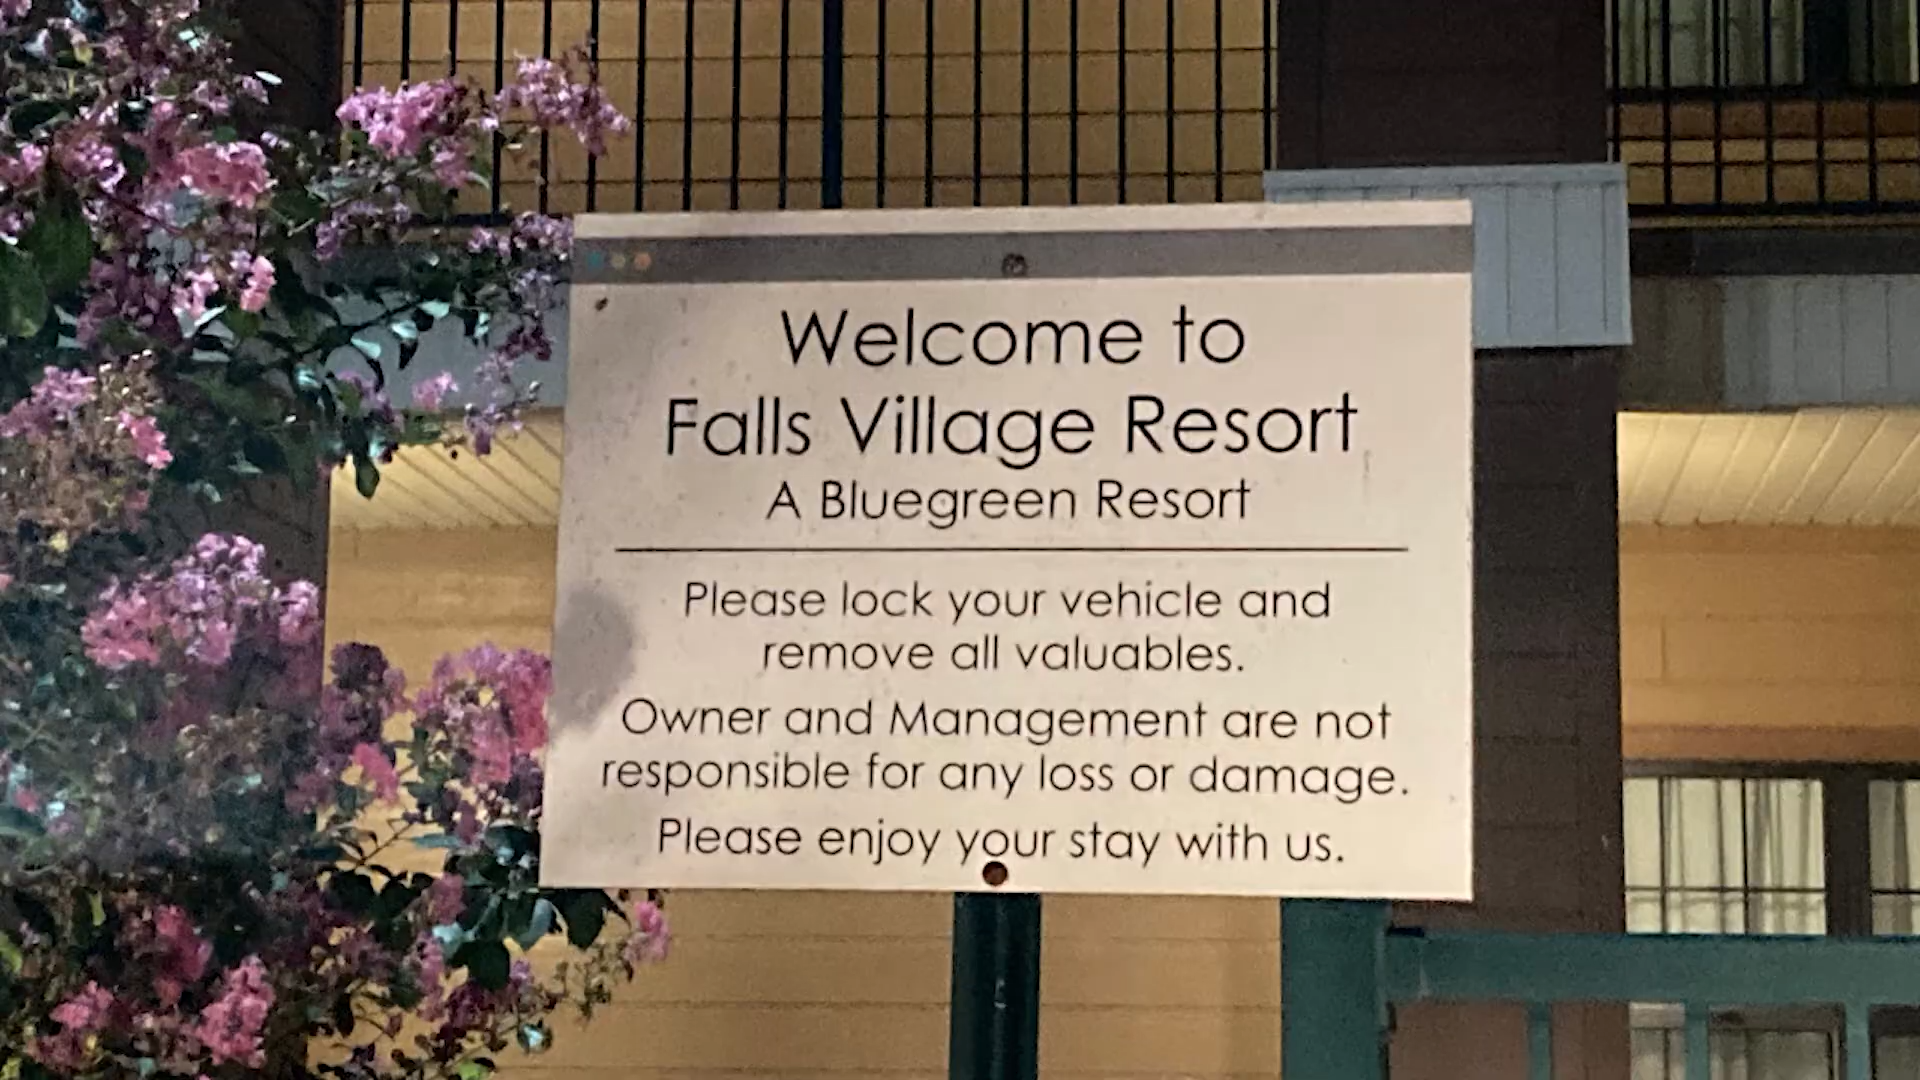 Welcome to
Falls Village Resort
A Bluegreen Resort
Please lock your vehicle and
remove all valuables.
Owner and Management are not
responsible for any loss or damage.
Please enjoy your stay with us.